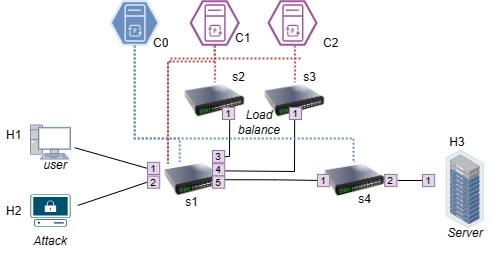 C0
C1
C2
s2
s3
1
1
Load
balance
H1
user
H3
3
1
4
2
5
1
2
1
s1
s4
H2
Attack
Server